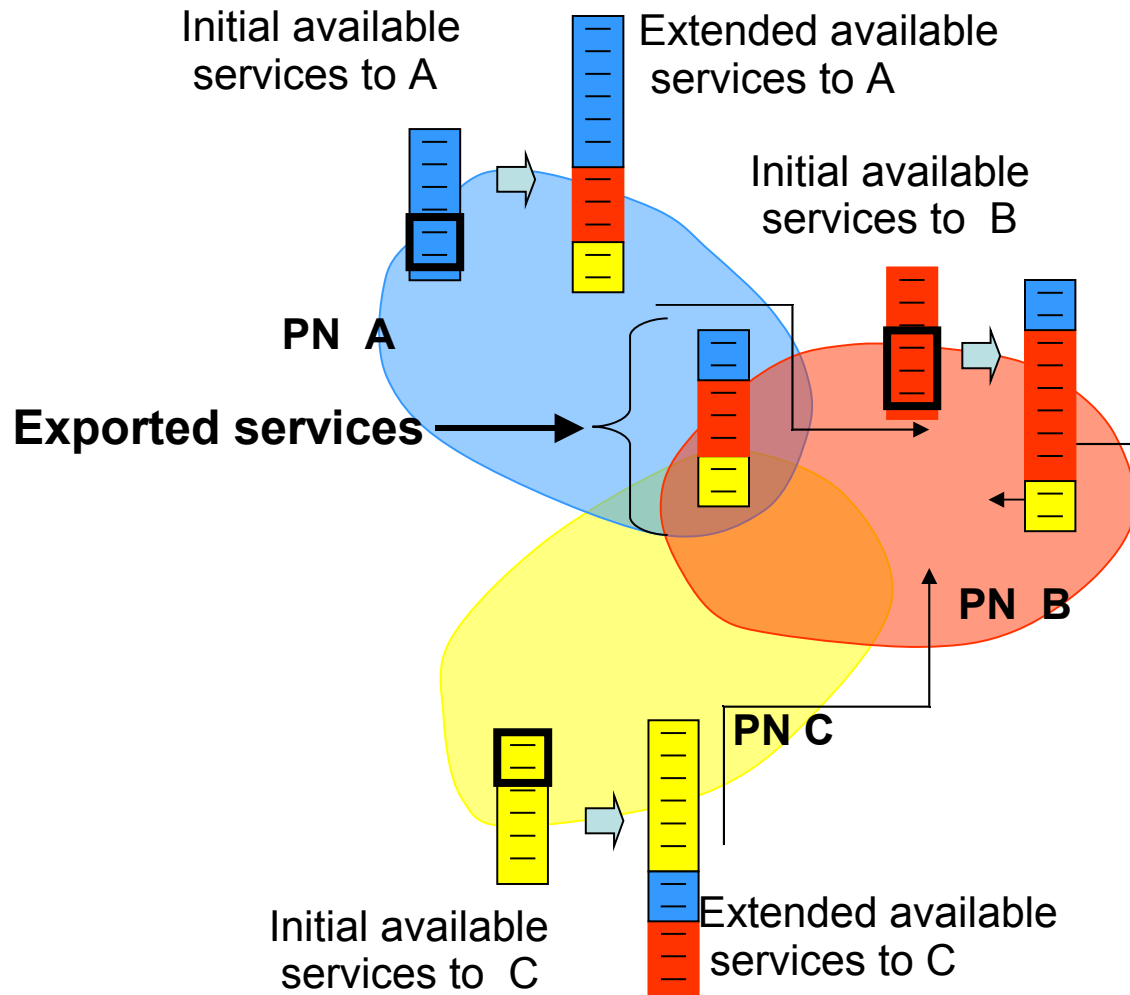 Initial available
services to A
Extended available
services to A
Initial available
services to  B
PN  A
Exported services
PN  B
PN C
Initial available
services to  C
Extended available
services to C